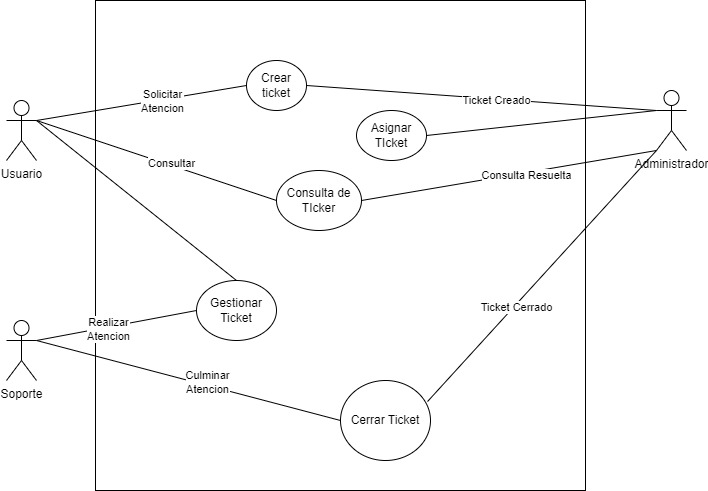 Crear
ticket
Solicitar
Atencion
Ticket Creado
Asignar
TIcket
Usuario
Consultar
Administrador
Consulta Resuelta
Consulta de
TIcker
Gestionar
Ticket
Ticket Cerrado
Realizar
Atencion
Soporte
Culminar
Atencion
Cerrar Ticket